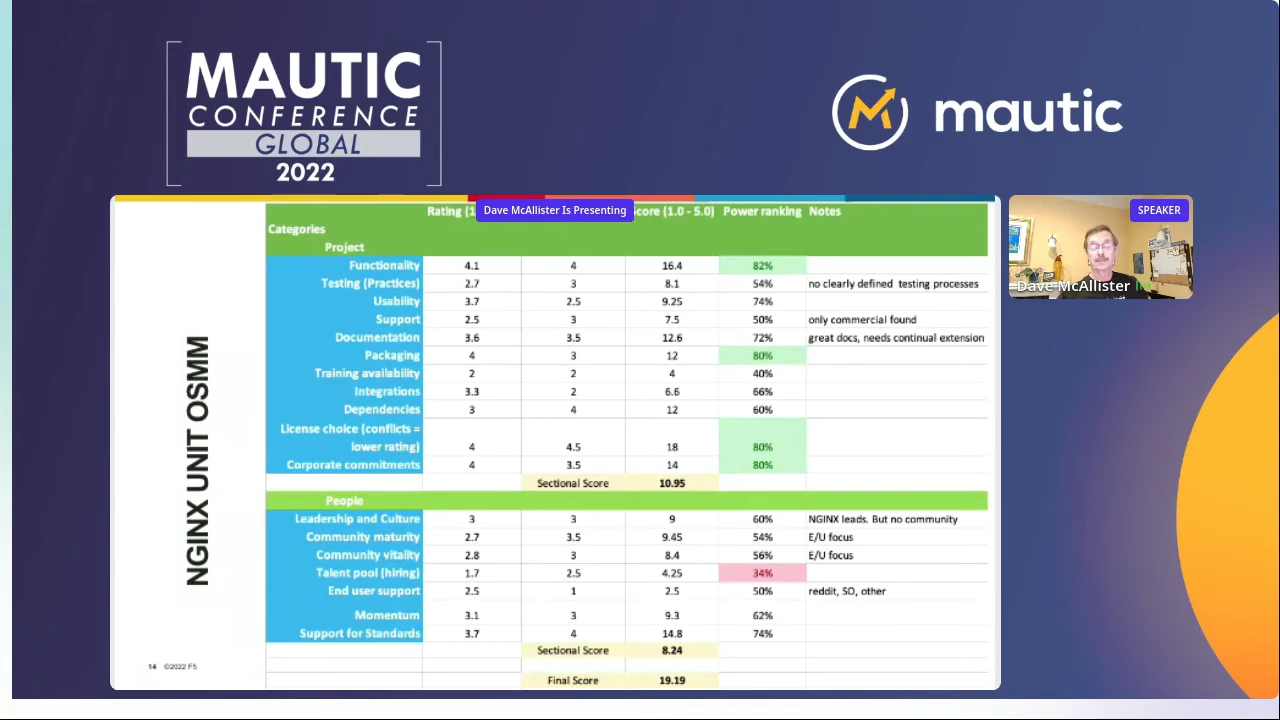 MAUTIC
CONFERENCE
GLOBAL
2022
mautic
Dave McAllister Is Presenting
SPEAKER
Dave McAllister
NGINX UNIT OSMM
Rating (1 core (1.0 - 5.0) Power ranking Notes
Categories
Project
Functionality 4.1 4 16.4 82%
Testing (Practices) 2.7 3 8.1 54% no clearly defined testing processes
Usability 3.7 2.5 9.25 74%
Support 2.5 3 7.5 50% only commercial found
Documentation 3.6 3.5 12.6 72% great docs, needs continual extension
Packaging 4 3 12 80%
Training availability 2 2 4 40%
Integrations 3.3 2 6.6 66%
Dependencies 3 4 12 60%
License choice (conflicts =
lower rating) 4 4.5 18 80%
Corporate commitments 4 3.5 14 80%
Sectional Score 10.95
People
Leadership and Culture 3 3 9 60% NGINX leads. But no community
Community maturity 2.7 3.5 9.45 54% E/U focus
Community vitality 2.8 3 8.4 56% E/U focus
Talent pool (hiring) 1.7 2.5 4.25 34%
End user support 2.5 1 2.5 50% reddit, SO, other
Momentum 3.1 3 9.3 62%
Support for Standards 3.7 4 14.8 74%
Sectional Score 8.24
Final Score 19.19
14 ©2022 F5